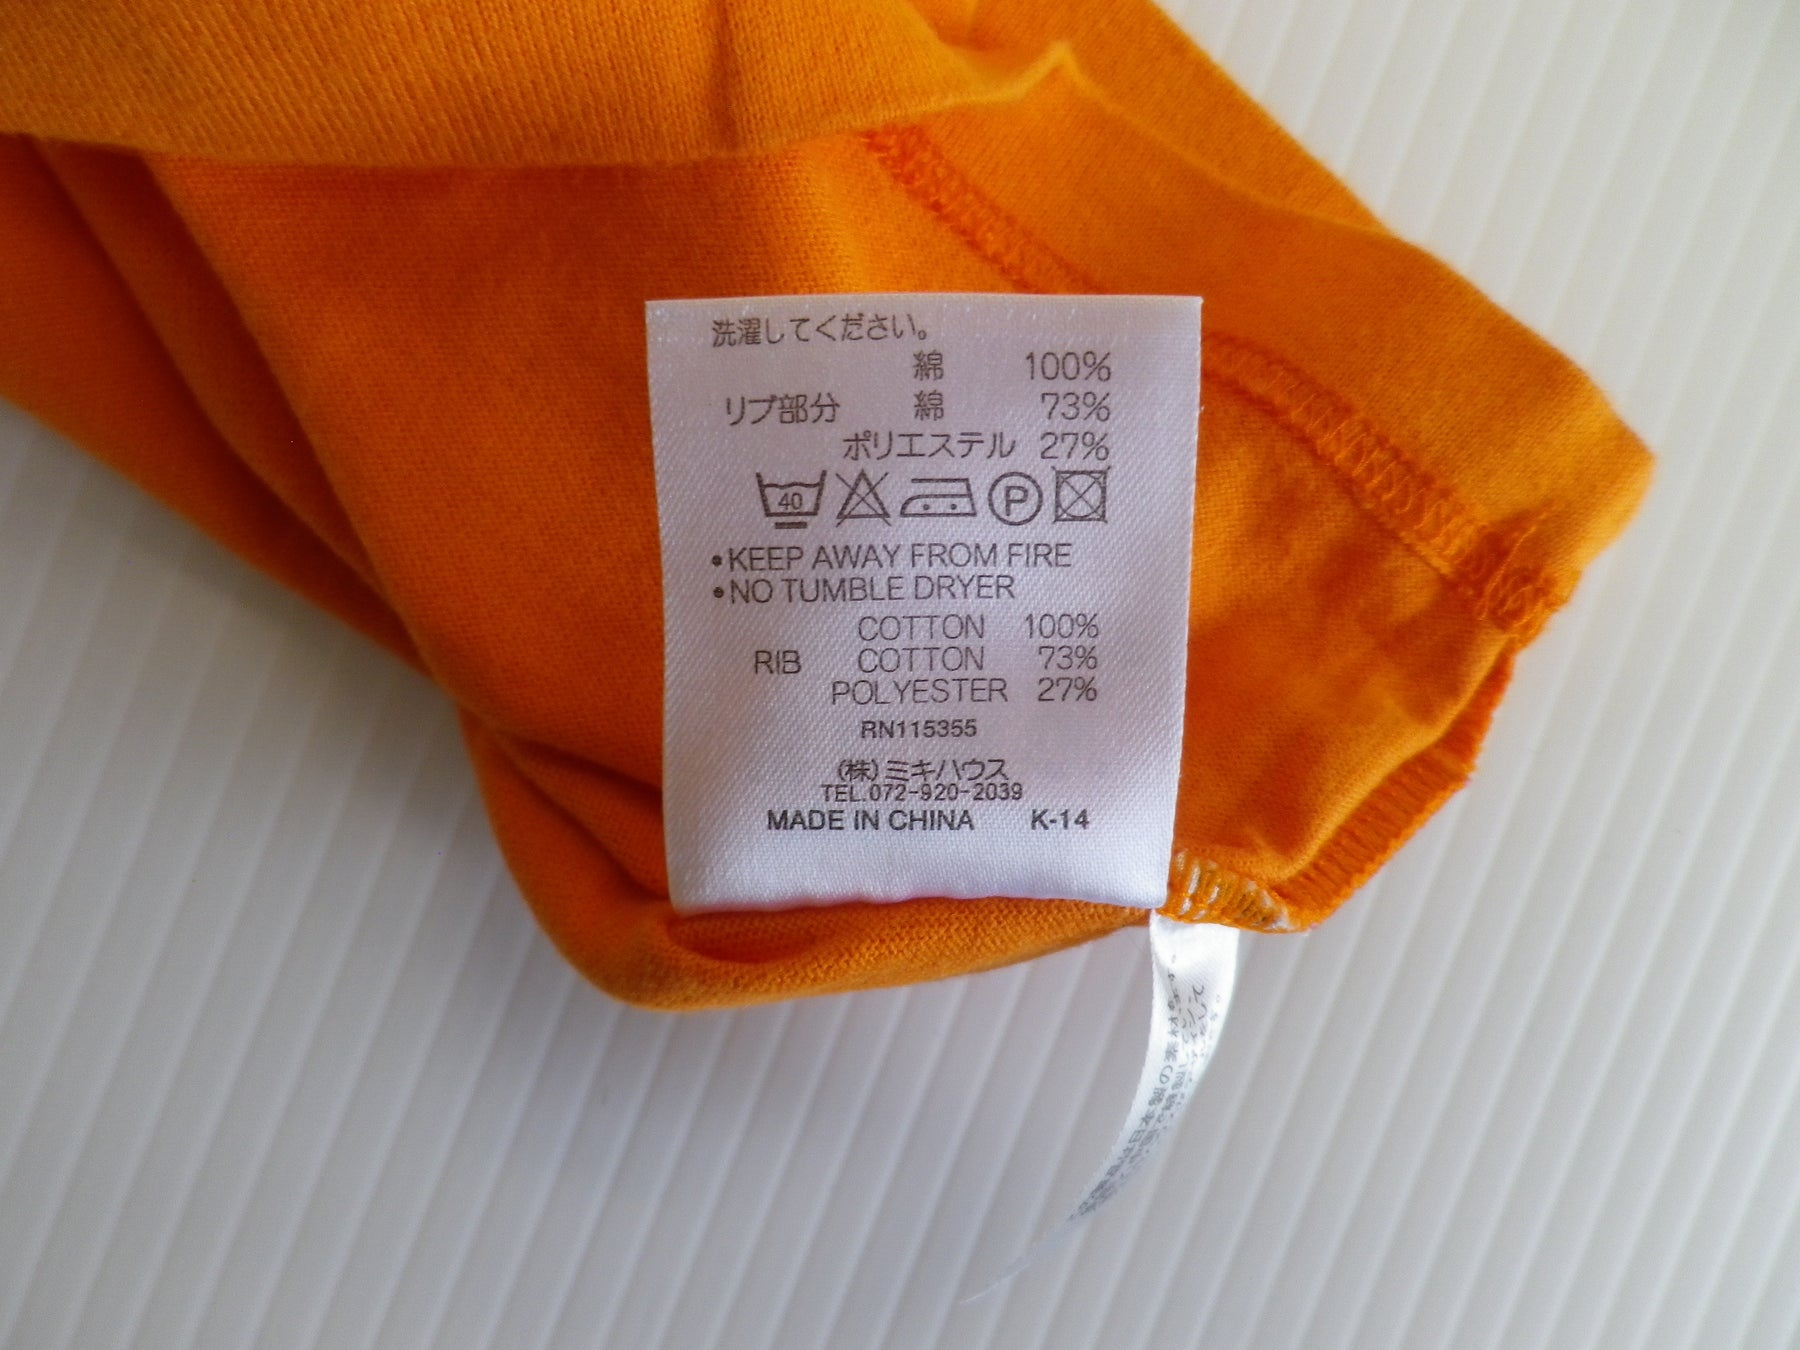 洗濯してください。
綿 100%
リブ部分 綿 73%
ポリエステル 27%
40 P
•KEEP AWAY FROM FIRE
•NO TUMBLE DRYER
COTTON 100%
RIB COTTON 73%
POLYESTER 27%
RN115355
(株)ミキハウス
TEL.072-920-2039
MADE IN CHINA K-14